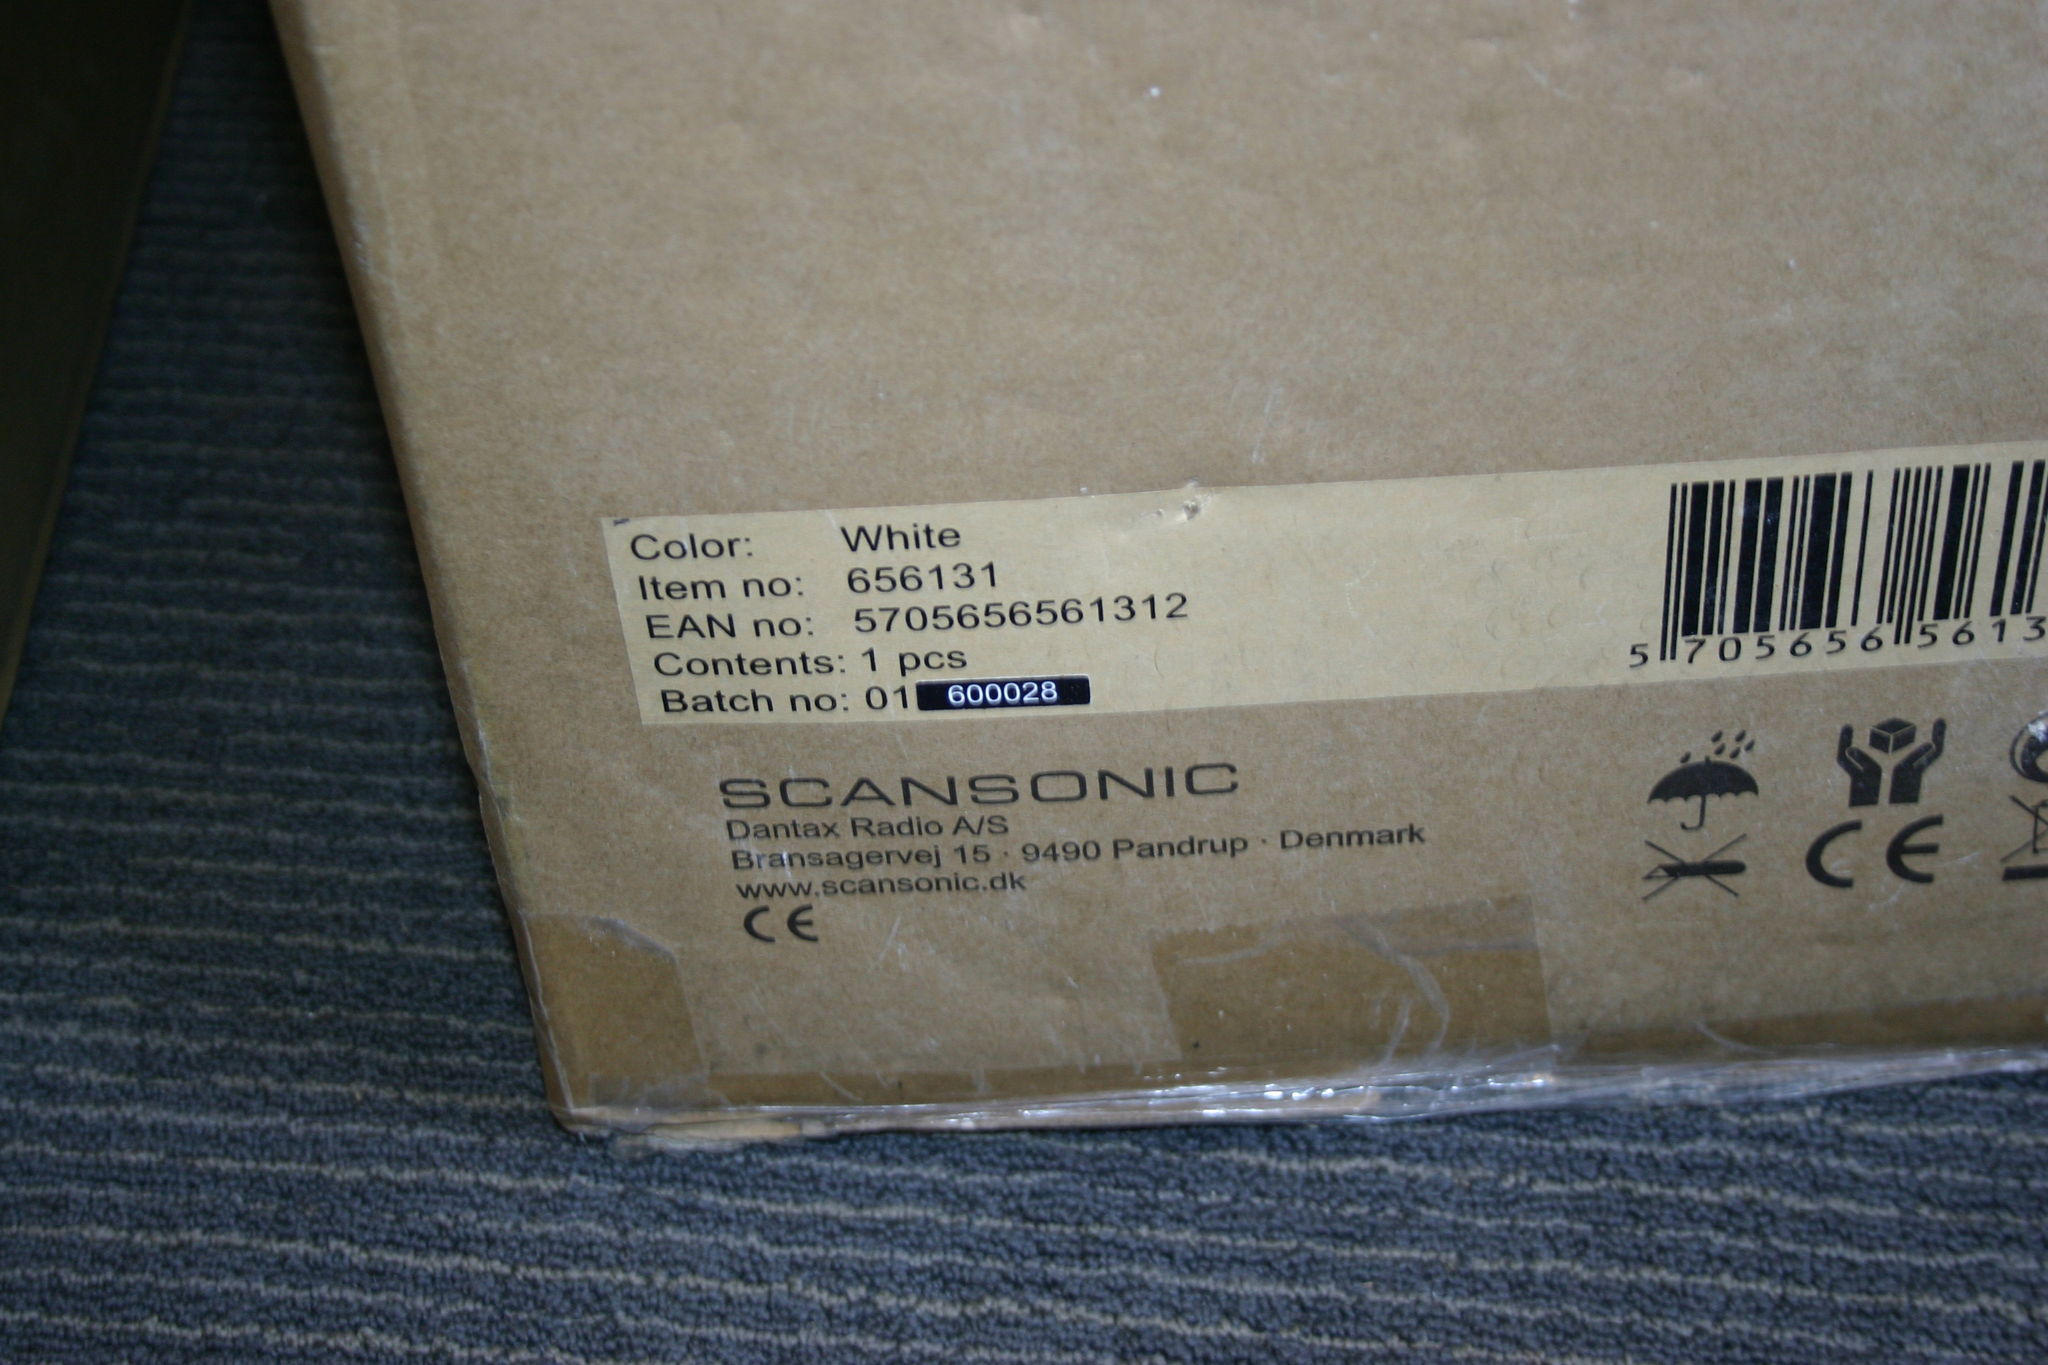 Color: White
Item no: 656131
EAN no: 5705656561312
Contents: 1 pcs
Batch no: 01 600028
5 705656 5613
SCANSONIC
Dantax Radio A/S
Bransagervej 15 · 9490 Pandrup · Denmark
www.scansonic.dk
CE
CE